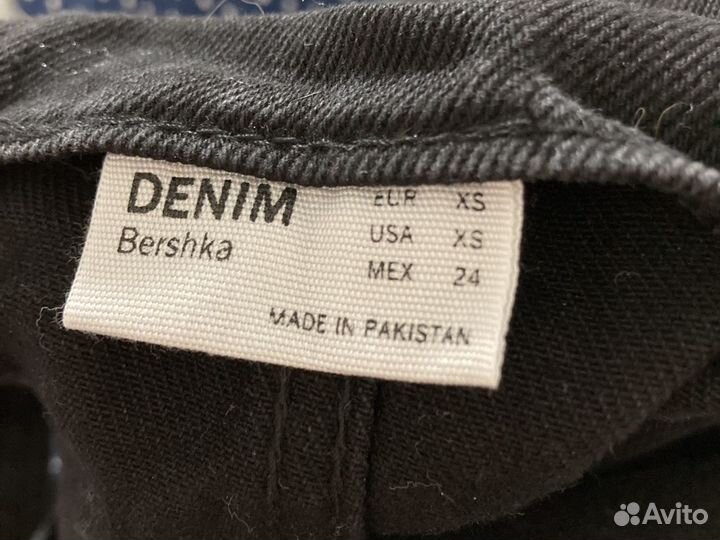 DENIM
Bershka
EUR XS
USA XS
MEX 24
MADE IN PAKISTAN
Avito